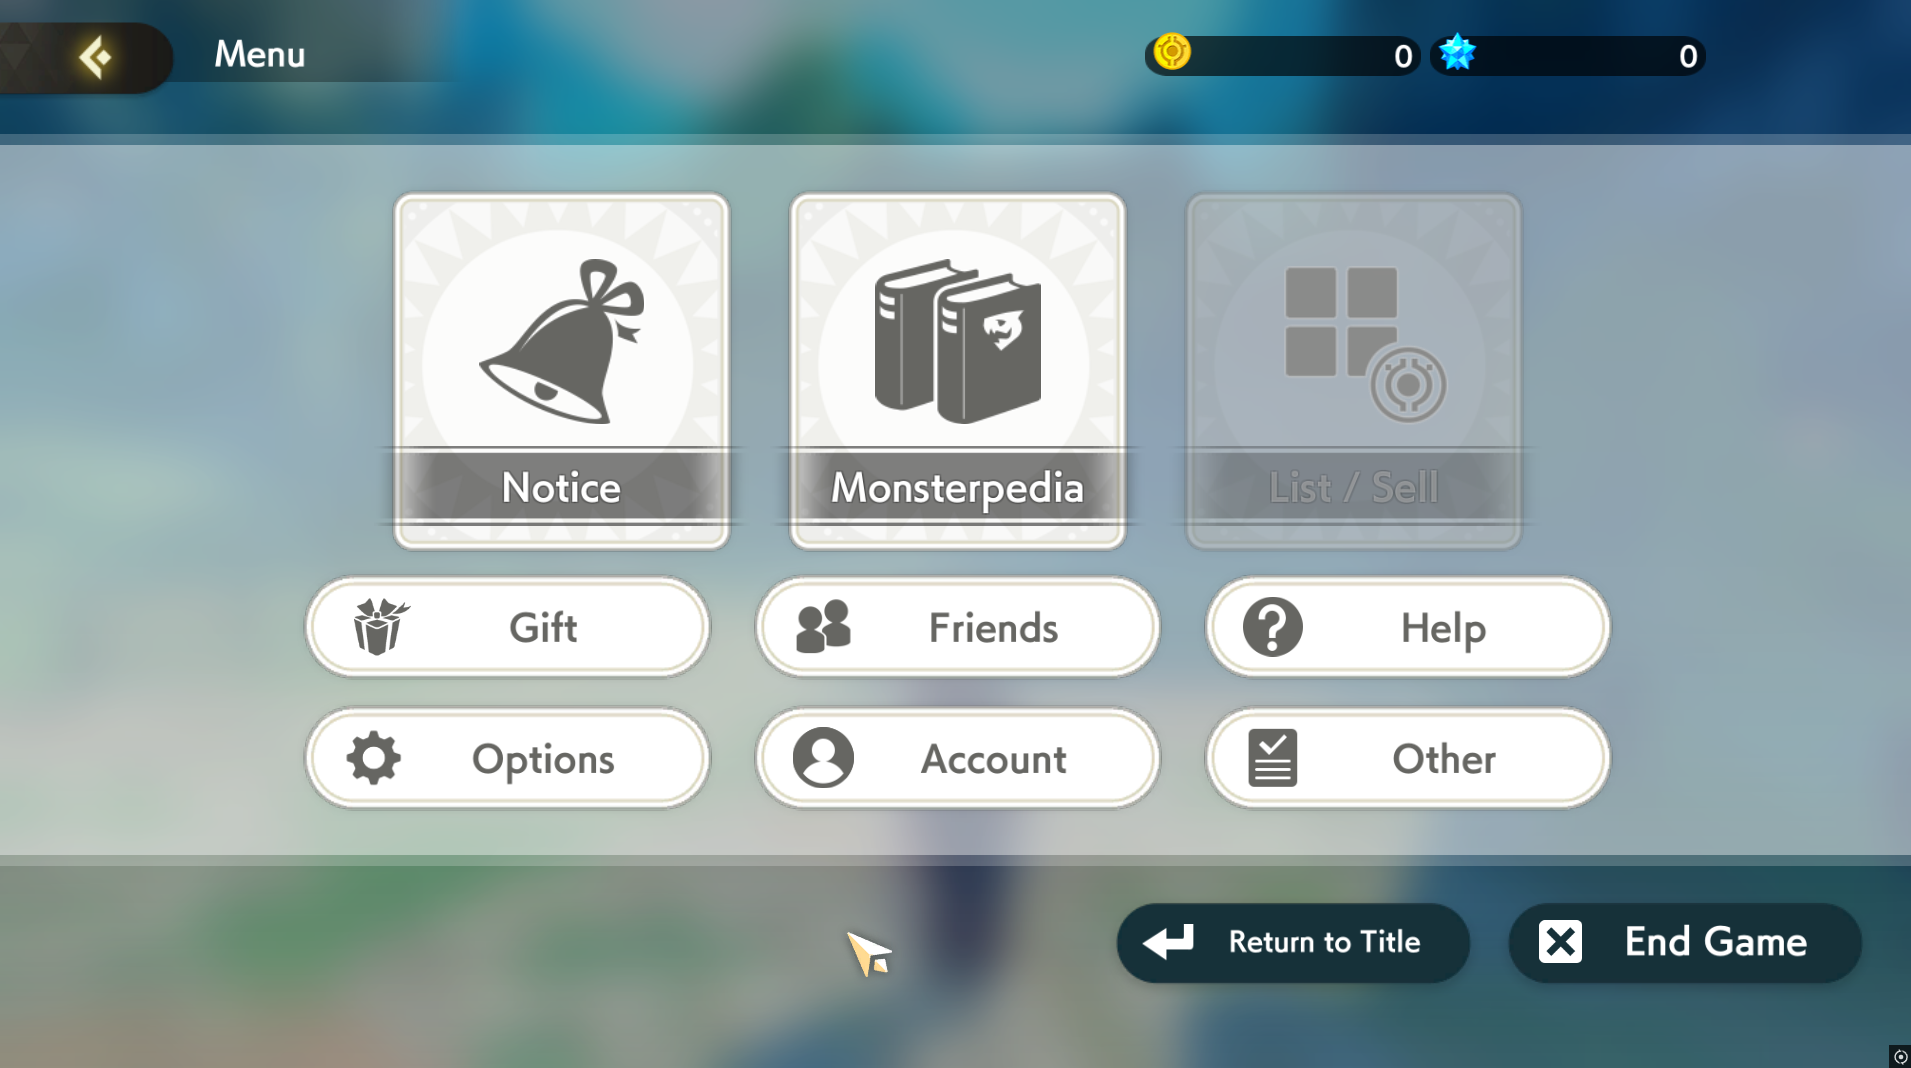 Menu
0
0
Notice
Monsterpedia
List / Sell
Gift
Friends
Help
Options
Account
Other
Return to Title
End Game